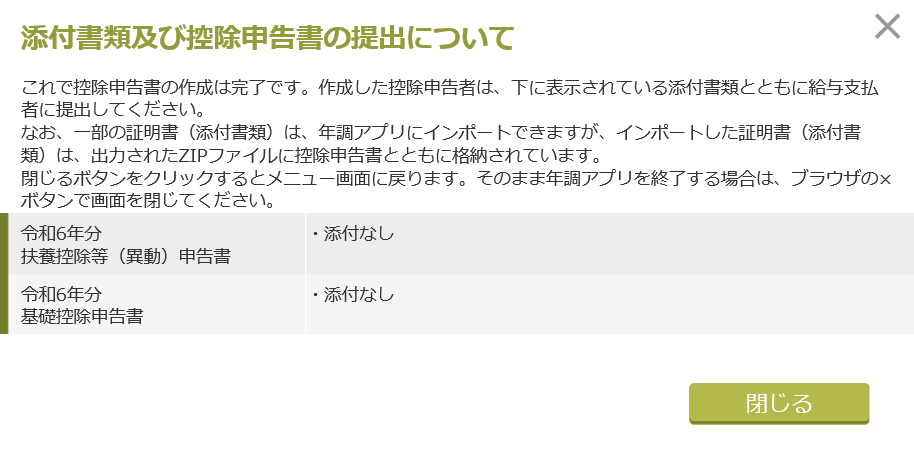 添付書類及び控除申告書の提出について
これで控除申告書の作成は完了です。作成した控除申告者は、下に表示されている添付書類とともに給与支払
者に提出してください。
なお、一部の証明書（添付書類）は、年調アプリにインポートできますが、インポートした証明書（添付書
類）は、出力されたZIPファイルに控除申告書とともに格納されています。
閉じるボタンをクリックするとメニュー画面に戻ります。そのまま年調アプリを終了する場合は、ブラウザの×
ボタンで画面を閉じてください。
令和6年分
扶養控除等（異動）申告書
・添付なし
令和6年分
基礎控除申告書
・添付なし
閉じる